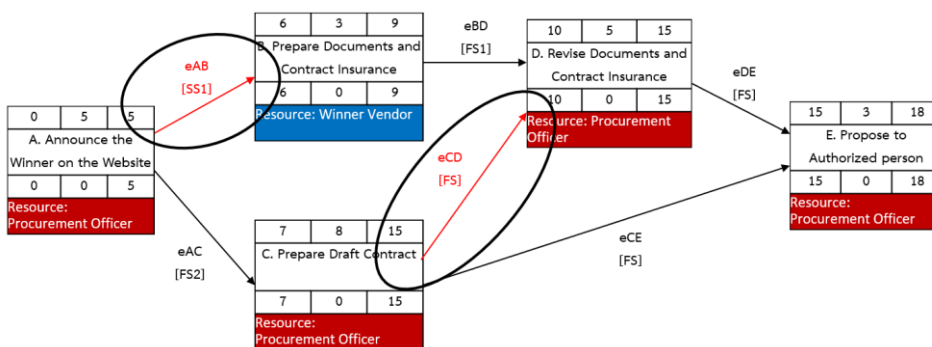 6 3 9
B. Prepare Documents and
Contract Insurance
6 0 9
Resource: Winner Vendor
eBD
[FS1]
10 5 15
D. Revise Documents and
Contract Insurance
10 0 15
Resource: Procurement
Officer
eAB
[SS1]
eDE
[FS]
0 5 5
A. Announce the
Winner on the Website
0 0 5
Resource:
Procurement Officer
15 3 18
E. Propose to
Authorized person
15 0 18
Resource:
Procurement Officer
eCD
[FS]
eAC
[FS2]
7 8 15
C. Prepare Draft Contract
7 0 15
Resource:
Procurement Officer
eCE
[FS]